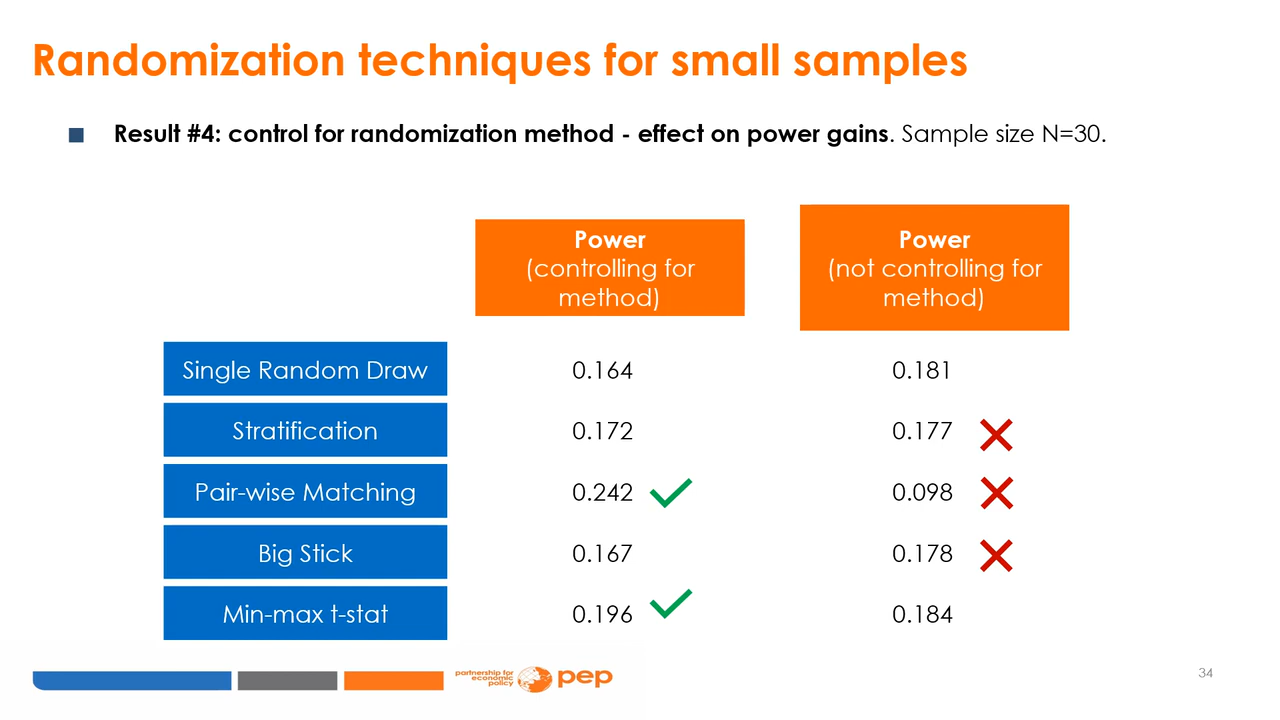 Randomization techniques for small samples
Result #4: control for randomization method - effect on power gains. Sample size N=30.
Power
(controlling for
method)
Power
(not controlling for
method)
Single Random Draw 0.164 0.181
Stratification 0.172 0.177
Pair-wise Matching 0.242 0.098
Big Stick 0.167 0.178
Min-max t-stat 0.196 0.184
partnership for
economic
policy
pep
34